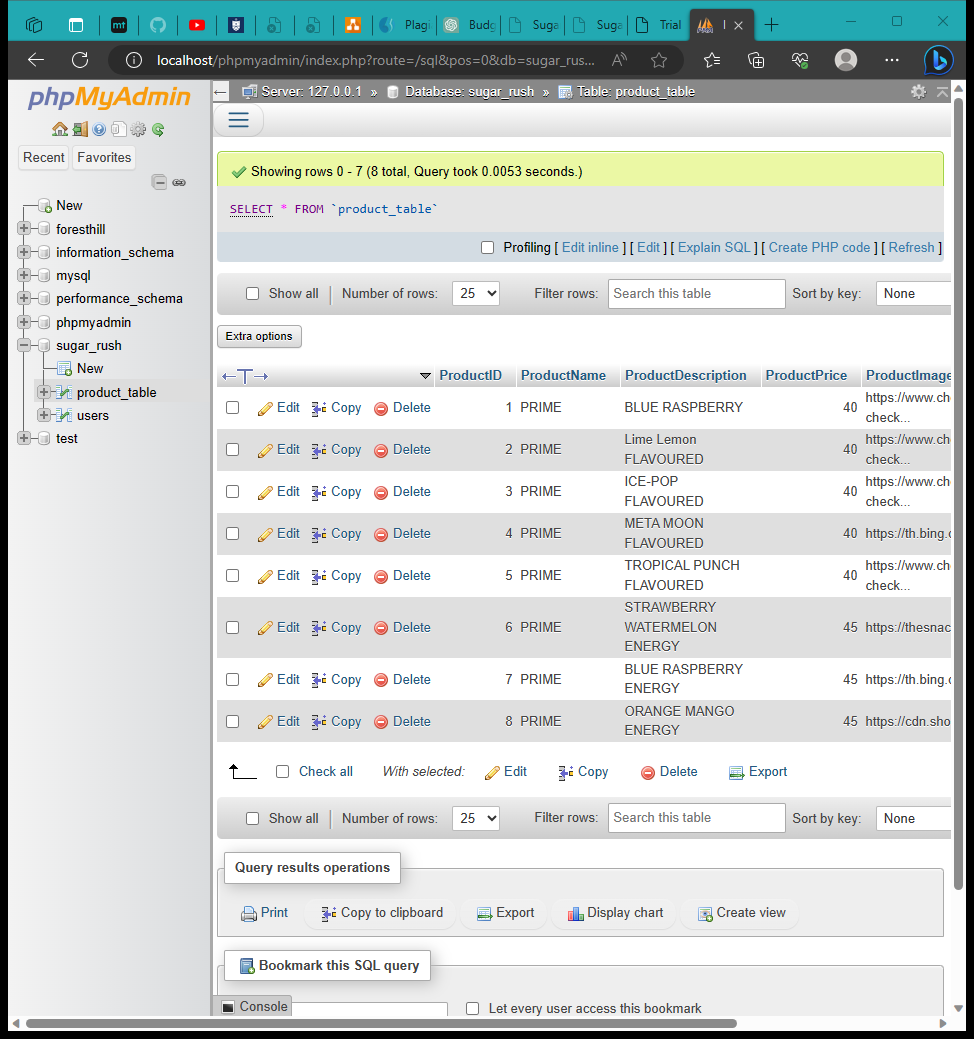 mt
Plagi
Budg
Suga
Suga
Trial
localhost/phpmyadmin/index.php?route=/sql&pos=0&db=sugar_rus...
phpMyAdmin
Recent
Favorites
New
foresthill
information_schema
mysql
performance_schema
phpmyadmin
sugar_rush
New
product_table
users
test
Server: 127.0.0.1 » Database: sugar_rush » Table: product_table
Showing rows 0 - 7 (8 total, Query took 0.0053 seconds.)
SELECT * FROM `product_table`
Profiling [ Edit inline ] [ Edit ] [ Explain SQL ] [ Create PHP code ] [ Refresh ]
Show all | Number of rows: 25 Filter rows: Search this table Sort by key: None
Extra options
←T→ ProductID ProductName ProductDescription ProductPrice ProductImage
Edit Copy Delete 1 PRIME BLUE RASPBERRY 40 https://www.che
check...
Edit Copy Delete 2 PRIME Lime Lemon
FLAVOURED 40 https://www.che
check...
Edit Copy Delete 3 PRIME ICE-POP
FLAVOURED 40 https://www.che
check...
Edit Copy Delete 4 PRIME META MOON
FLAVOURED 40 https://th.bing.c
Edit Copy Delete 5 PRIME TROPICAL PUNCH
FLAVOURED 40 https://www.che
check...
Edit Copy Delete 6 PRIME STRAWBERRY
WATERMELON
ENERGY 45 https://thesnac
Edit Copy Delete 7 PRIME BLUE RASPBERRY
ENERGY 45 https://th.bing.c
Edit Copy Delete 8 PRIME ORANGE MANGO
ENERGY 45 https://cdn.sho
Check all With selected: Edit Copy Delete Export
Show all | Number of rows: 25 Filter rows: Search this table Sort by key: None
Query results operations
Print Copy to clipboard Export Display chart Create view
Bookmark this SQL query
Console
Let every user access this bookmark